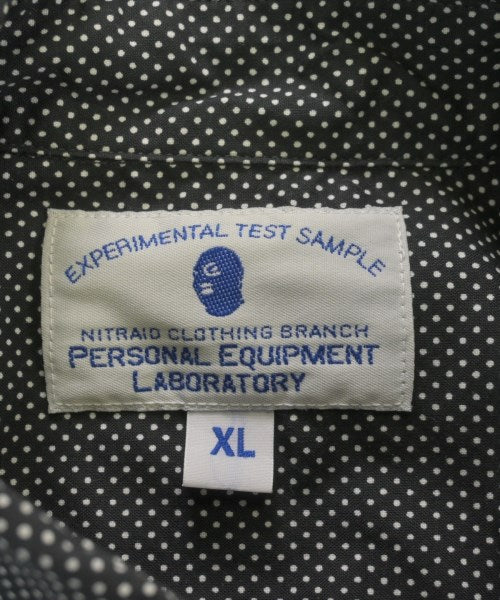 EXPERIMENTAL TEST SAMPLE
NITRAID CLOTHING BRANCH
PERSONAL EQUIPMENT
LABORATORY
XL